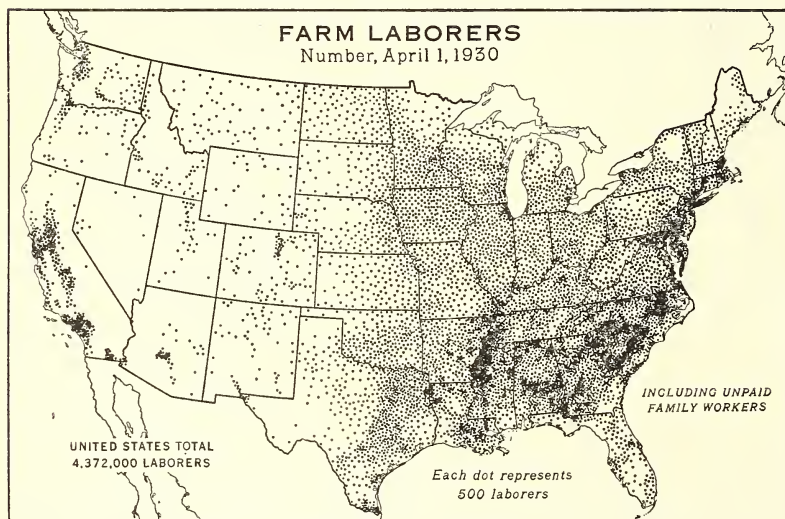 FARM LABORERS
Number, April 1, 1930
INCLUDING UNPAID
FAMILY WORKERS
UNITED STATES TOTAL
4,372,000 LABORERS
Each dot represents
500 laborers